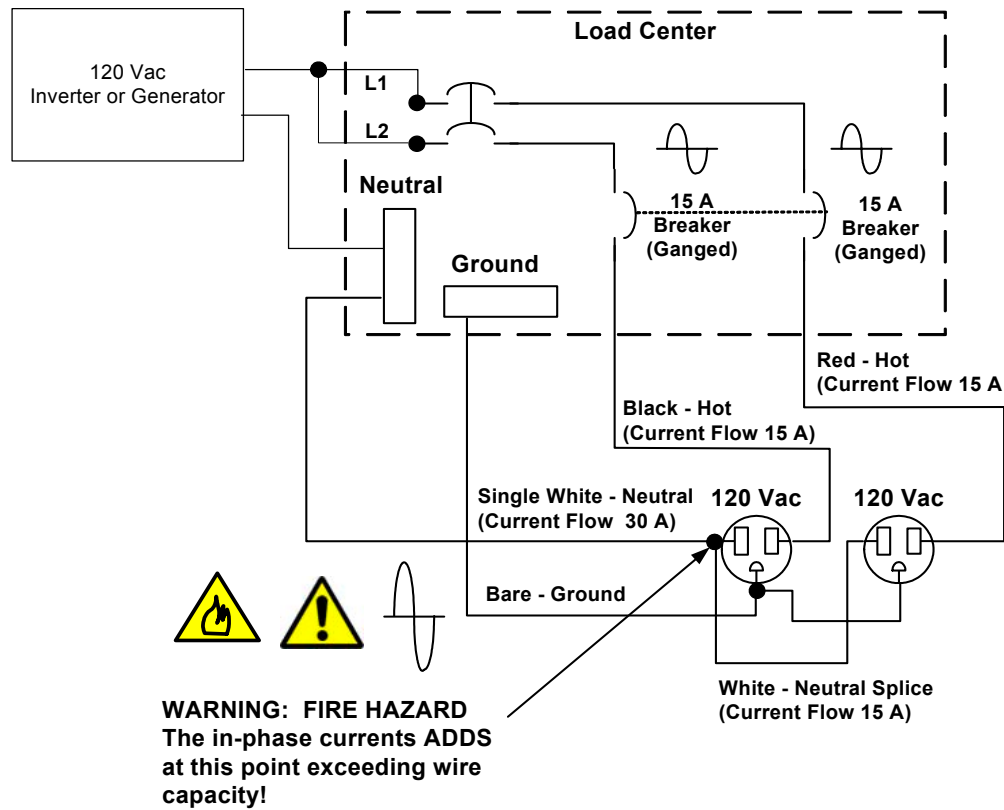 Load Center
120 Vac
Inverter or Generator
L1
L2
Neutral
Ground
15 A
Breaker
(Ganged)
15 A
Breaker
(Ganged)
Red - Hot
(Current Flow 15 A
Black - Hot
(Current Flow 15 A)
Single White - Neutral
(Current Flow 30 A)
120 Vac
120 Vac
Bare - Ground
White - Neutral Splice
(Current Flow 15 A)
WARNING: FIRE HAZARD
The in-phase currents ADDS
at this point exceeding wire
capacity!